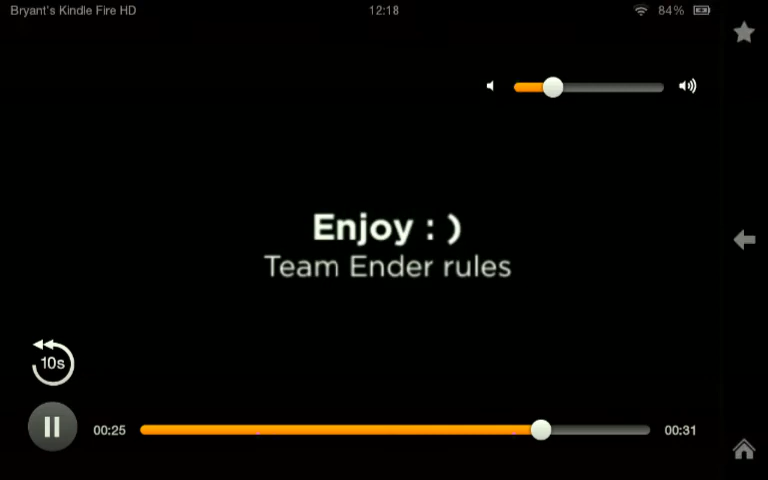 Bryant's Kindle Fire HD 12:18 84%
Enjoy : )
Team Ender rules
10s
00:25 00:31